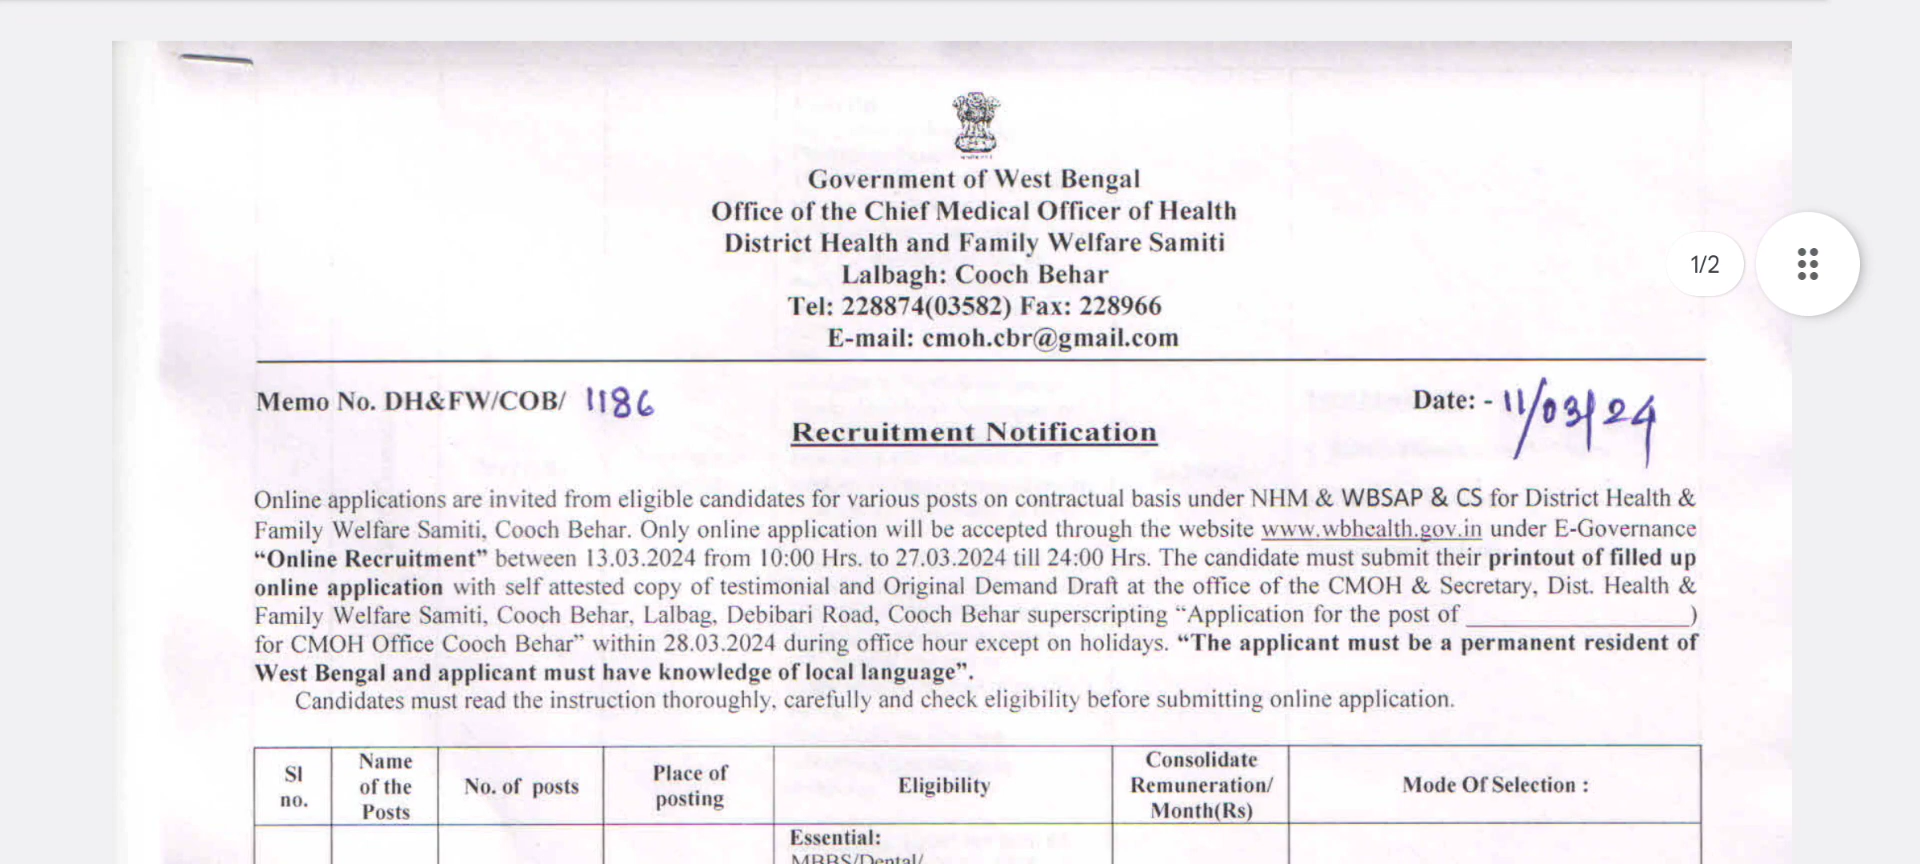 Government of West Bengal
Office of the Chief Medical Officer of Health
District Health and Family Welfare Samiti
Lalbagh: Cooch Behar
Tel: 228874(03582) Fax: 228966
E-mail: cmoh.cbr@gmail.com
1/2
Memo No. DH&FW/COB/ 1186
Date: - 11/03/24
Recruitment Notification
Online applications are invited from eligible candidates for various posts on contractual basis under NHM & WBSAP & CS for District Health &
Family Welfare Samiti, Cooch Behar. Only online application will be accepted through the website www.wbhealth.gov.in under E-Governance
“Online Recruitment” between 13.03.2024 from 10:00 Hrs. to 27.03.2024 till 24:00 Hrs. The candidate must submit their printout of filled up
online application with self attested copy of testimonial and Original Demand Draft at the office of the CMOH & Secretary, Dist. Health &
Family Welfare Samiti, Cooch Behar, Lalbag, Debibari Road, Cooch Behar superscripting “Application for the post of ________________)
for CMOH Office Cooch Behar” within 28.03.2024 during office hour except on holidays. “The applicant must be a permanent resident of
West Bengal and applicant must have knowledge of local language”.
Candidates must read the instruction thoroughly, carefully and check eligibility before submitting online application.
Sl
no.
Name
of the
Posts
No. of posts
Place of
posting
Eligibility
Consolidate
Remuneration/
Month(Rs)
Mode Of Selection :
Essential:
MBBS/Dental/